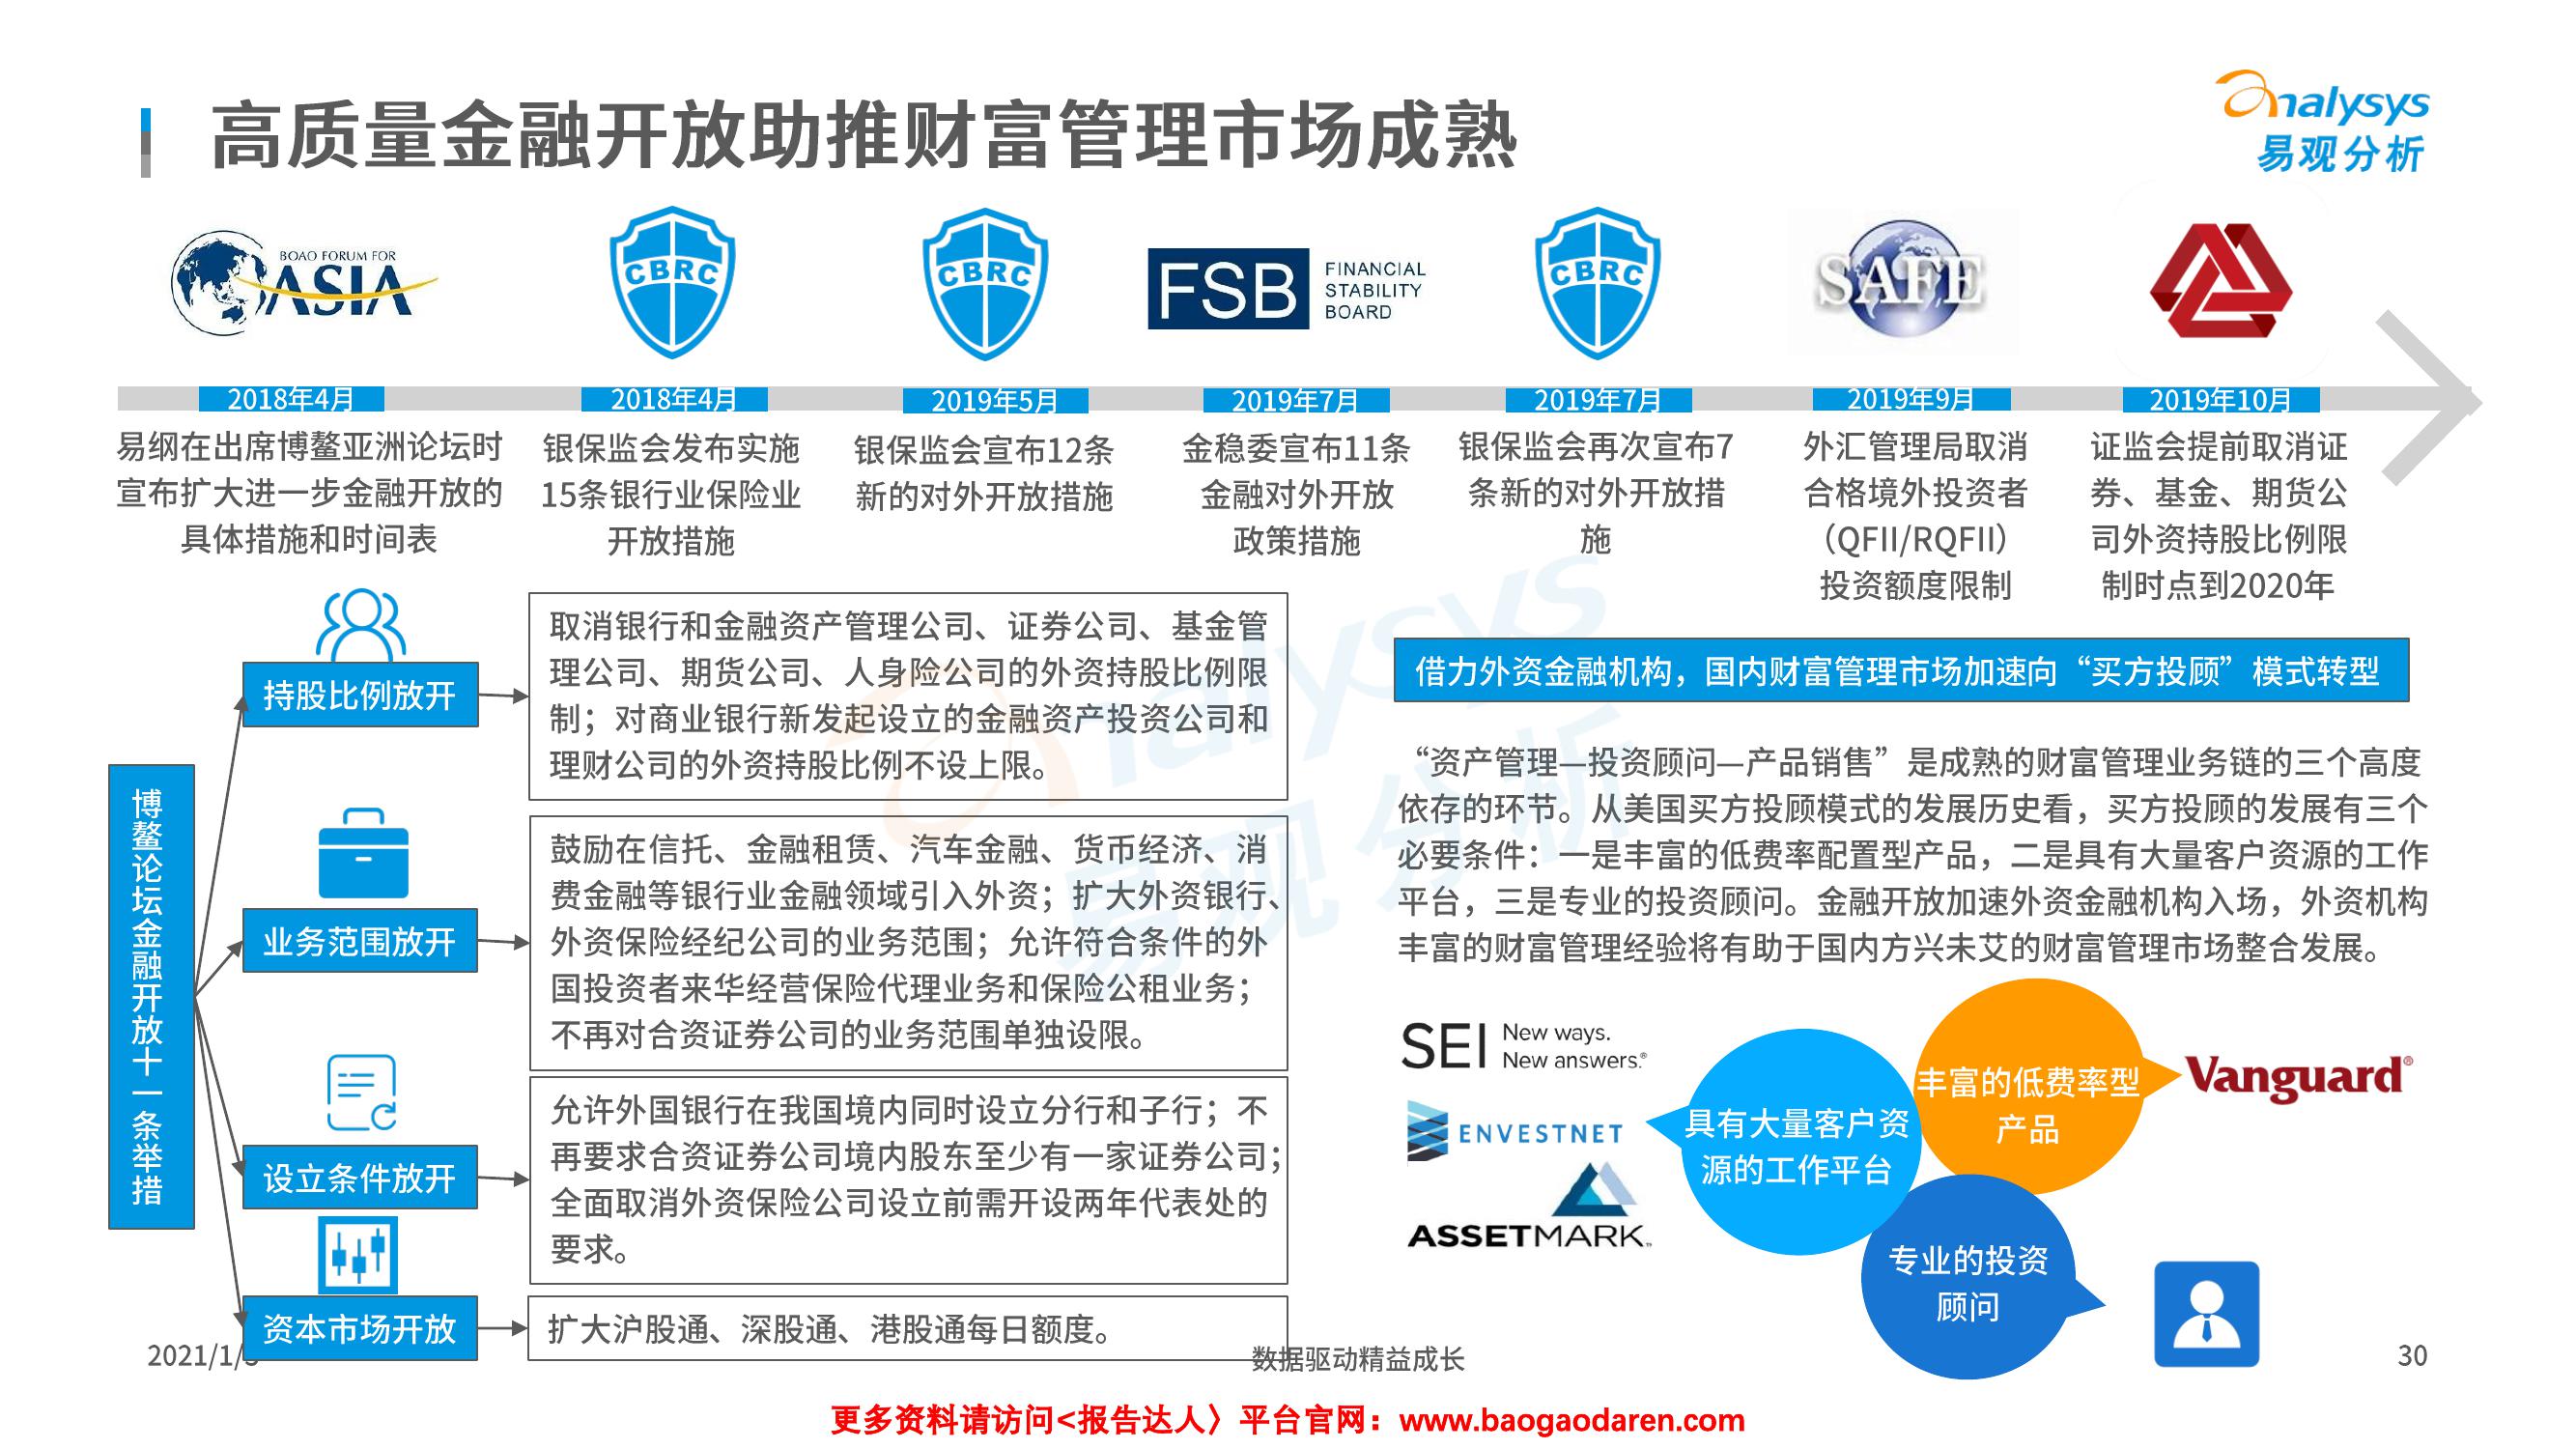 高质量金融开放助推财富管理市场成熟
analysys
易观分析
BOAO FORUM FOR
ASIA
CBRC
CBRC
FSB
FINANCIAL
STABILITY
BOARD
CBRC
SAFE
2018年4月
2018年4月
2019年5月
2019年7月
2019年7月
2019年9月
2019年10月
易纲在出席博鳌亚洲论坛时
宣布扩大进一步金融开放的
具体措施和时间表
银保监会发布实施
15条银行业保险业
开放措施
银保监会宣布12条
新的对外开放措施
金稳委宣布11条
金融对外开放
政策措施
银保监会再次宣布7
条新的对外开放措
施
外汇管理局取消
合格境外投资者
（QFII/RQFII）
投资额度限制
证监会提前取消证
券、基金、期货公
司外资持股比例限
制时点到2020年
博鳌论坛金融开放十一条举措
持股比例放开
取消银行和金融资产管理公司、证券公司、基金管
理公司、期货公司、人身险公司的外资持股比例限
制；对商业银行新发起设立的金融资产投资公司和
理财公司的外资持股比例不设上限。
业务范围放开
鼓励在信托、金融租赁、汽车金融、货币经济、消
费金融等银行业金融领域引入外资；扩大外资银行、
外资保险经纪公司的业务范围；允许符合条件的外
国投资者来华经营保险代理业务和保险公租业务；
不再对合资证券公司的业务范围单独设限。
设立条件放开
允许外国银行在我国境内同时设立分行和子行；不
再要求合资证券公司境内股东至少有一家证券公司；
全面取消外资保险公司设立前需开设两年代表处的
要求。
资本市场开放
扩大沪股通、深股通、港股通每日额度。
借力外资金融机构，国内财富管理市场加速向“买方投顾”模式转型
“资产管理—投资顾问—产品销售”是成熟的财富管理业务链的三个高度
依存的环节。从美国买方投顾模式的发展历史看，买方投顾的发展有三个
必要条件：一是丰富的低费率配置型产品，二是具有大量客户资源的工作
平台，三是专业的投资顾问。金融开放加速外资金融机构入场，外资机构
丰富的财富管理经验将有助于国内方兴未艾的财富管理市场整合发展。
SEI
New ways.
New answers.®
ENVESTNET
ASSETMARK™
具有大量客户资
源的工作平台
丰富的低费率型
产品
Vanguard®
专业的投资
顾问
analysys
易观分析
2021/1/
数据驱动精益成长
30
更多资料请访问<报告达人〉平台官网：www.baogaodaren.com